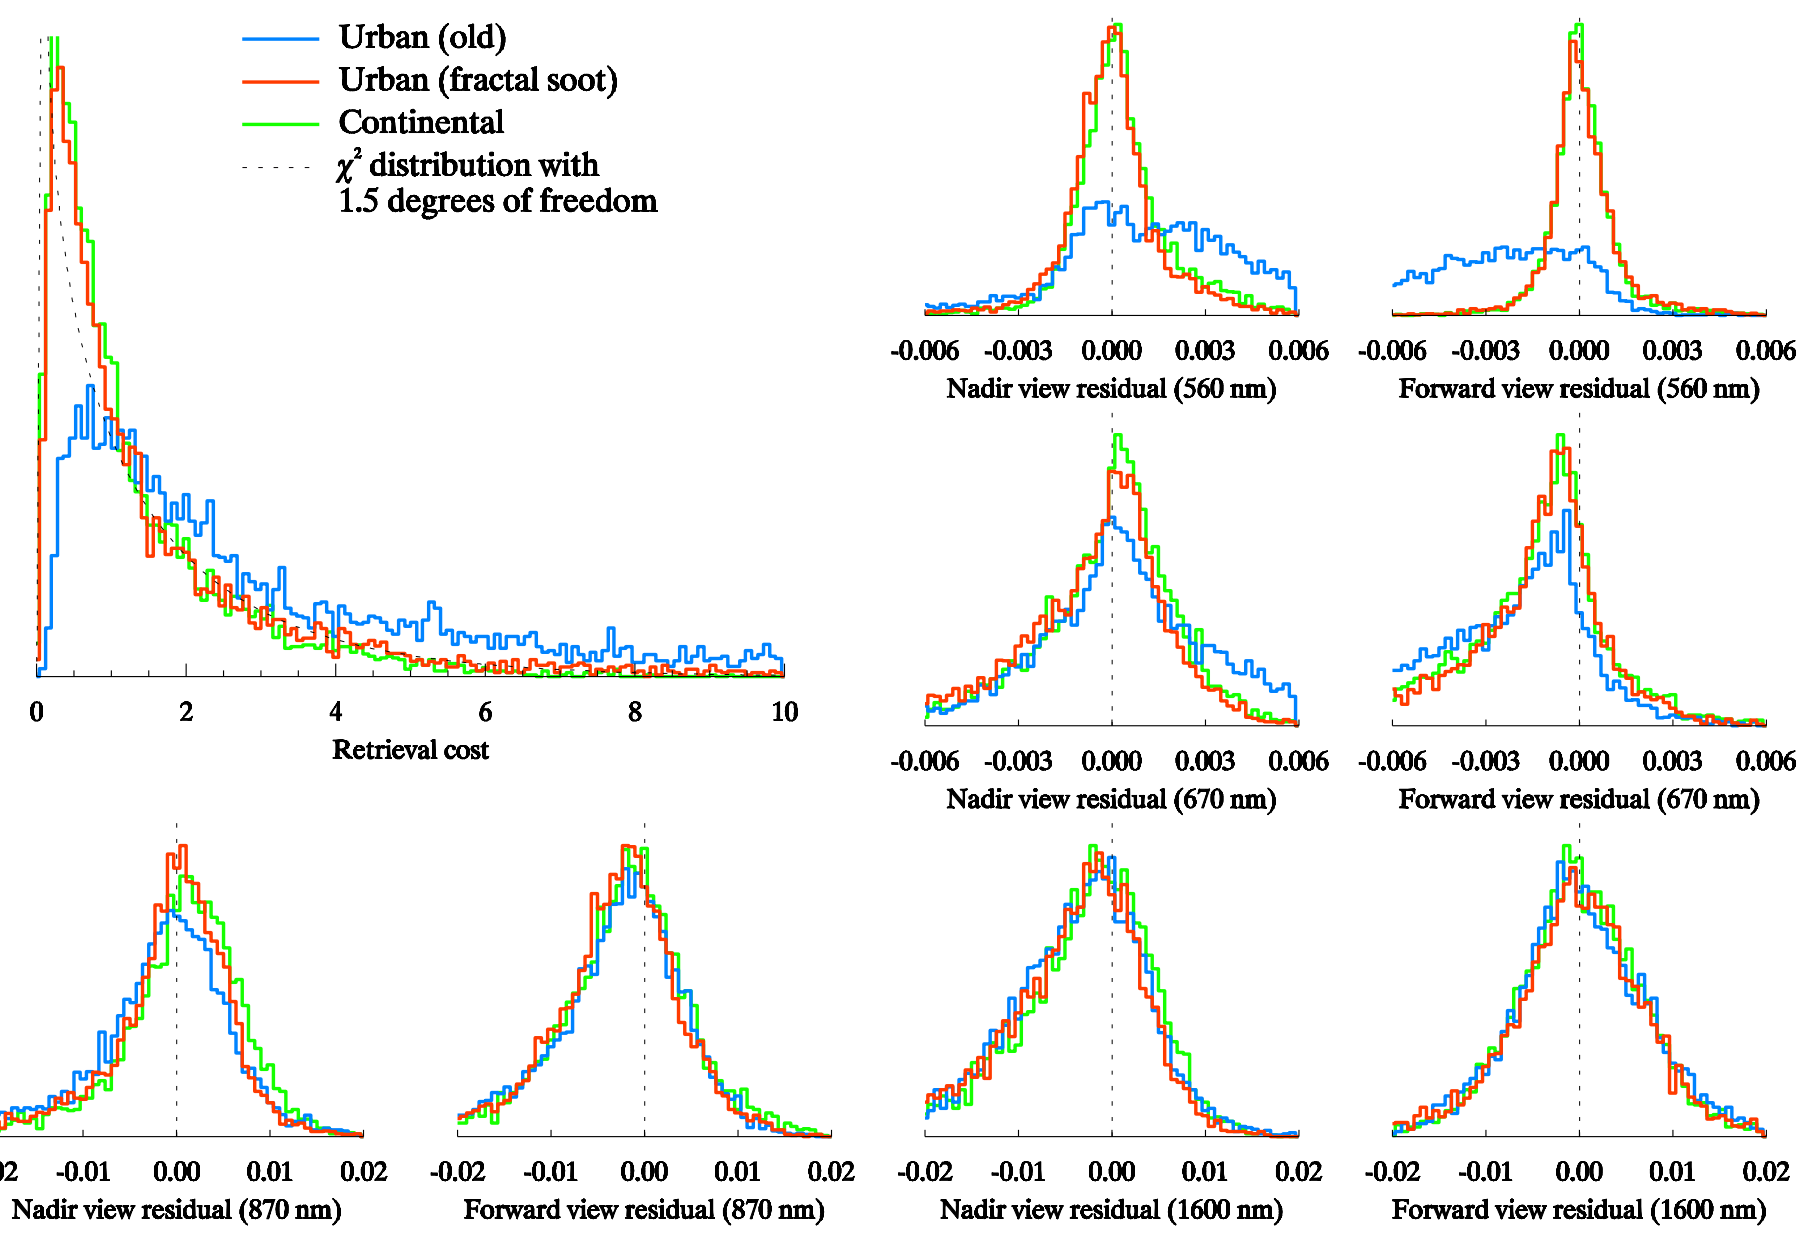 Urban (old)
Urban (fractal soot)
Continental
χ² distribution with
1.5 degrees of freedom
0 2 4 6 8 10
Retrieval cost
-0.006 -0.003 0.000 0.003 0.006
Nadir view residual (560 nm)
-0.006 -0.003 0.000 0.003 0.006
Forward view residual (560 nm)
-0.006 -0.003 0.000 0.003 0.006
Nadir view residual (670 nm)
-0.006 -0.003 0.000 0.003 0.006
Forward view residual (670 nm)
02 -0.01 0.00 0.01 0.02
Nadir view residual (870 nm)
-0.02 -0.01 0.00 0.01 0.02
Forward view residual (870 nm)
-0.02 -0.01 0.00 0.01 0.02
Nadir view residual (1600 nm)
-0.02 -0.01 0.00 0.01 0.02
Forward view residual (1600 nm)